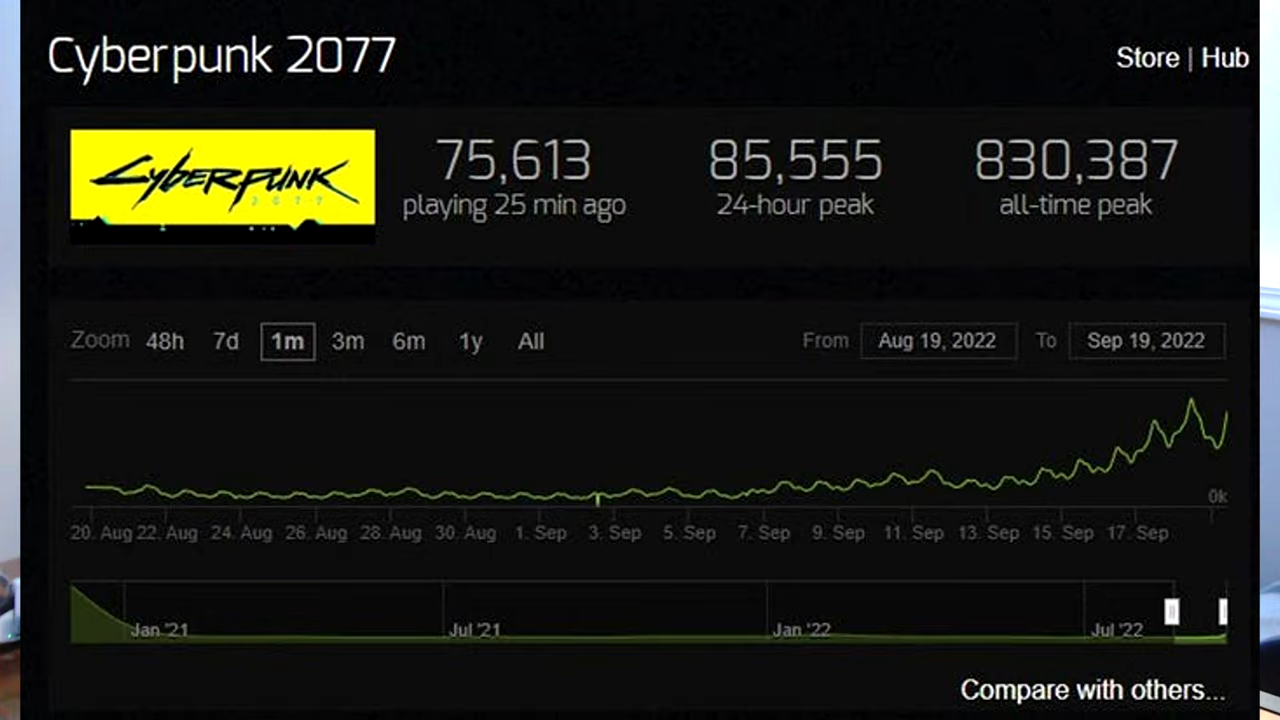 Cyberpunk 2077
Store | Hub
CYBERPUNK
2077
75,613
playing 25 min ago
85,555
24-hour peak
830,387
all-time peak
Zoom 48h 7d 1m 3m 6m 1y All
From Aug 19, 2022 To Sep 19, 2022
0k
20. Aug 22. Aug 24. Aug 26. Aug 28. Aug 30. Aug 1. Sep 3. Sep 5. Sep 7. Sep 9. Sep 11. Sep 13. Sep 15. Sep 17. Sep
Jan '21 Jul '21 Jan '22 Jul '22
Compare with others...